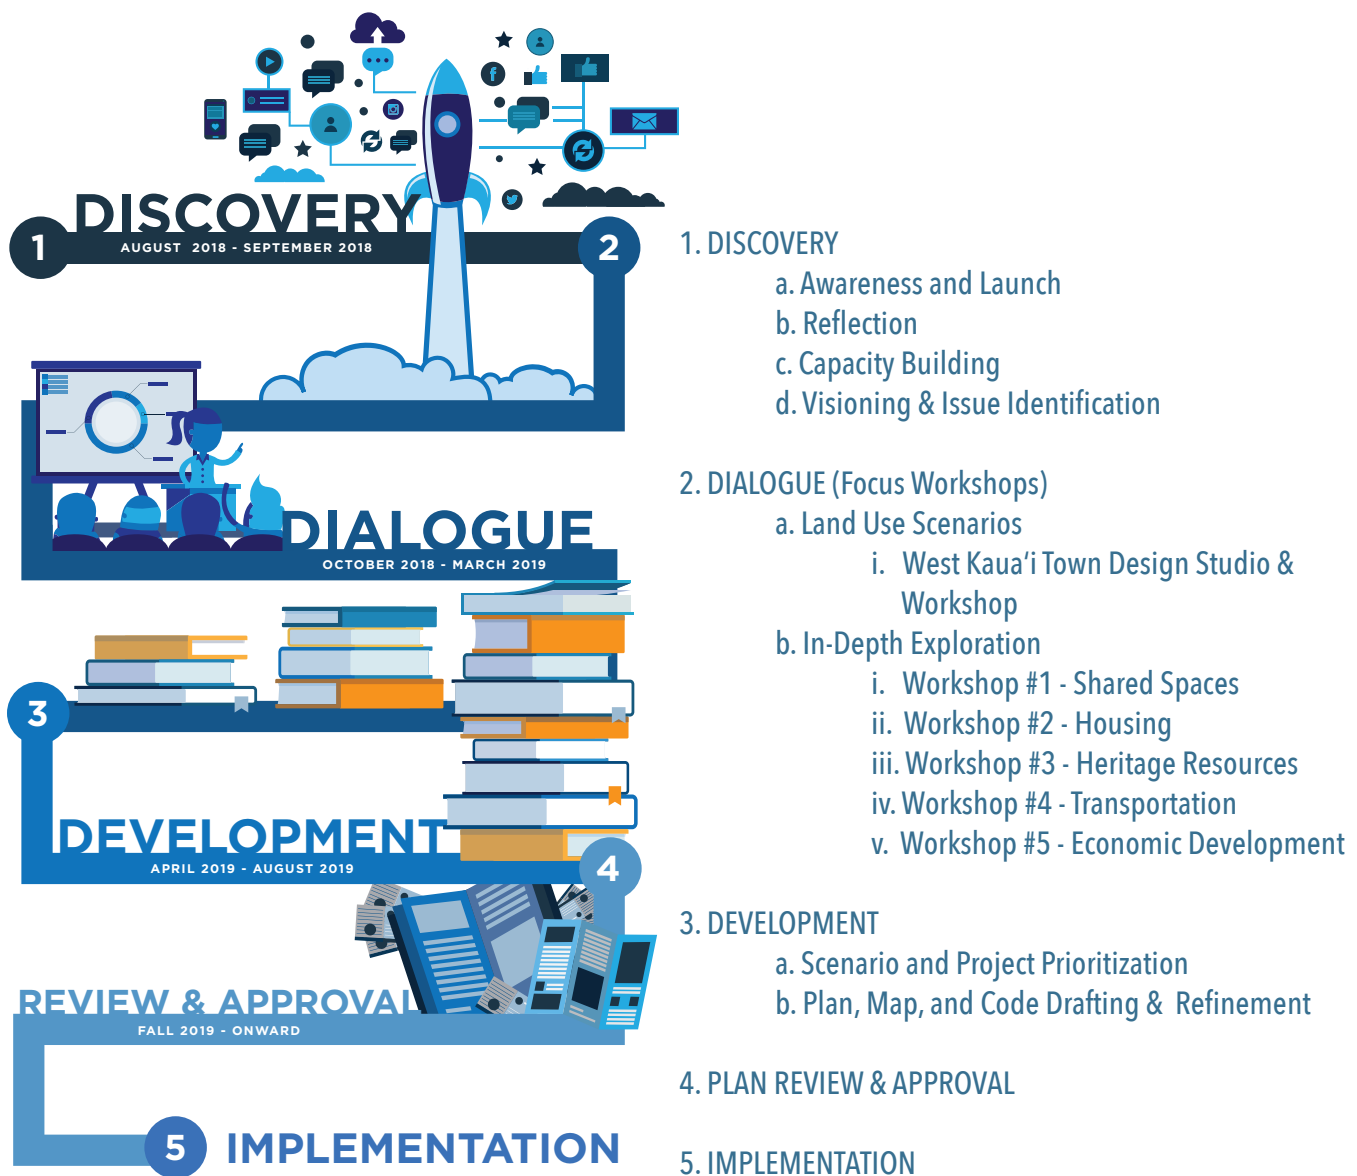 DISCOVERY
1
AUGUST 2018 - SEPTEMBER 2018
2
DIALOGUE
OCTOBER 2018 - MARCH 2019
3
DEVELOPMENT
APRIL 2019 - AUGUST 2019
4
REVIEW & APPROVAL
FALL 2019 - ONWARD
5
IMPLEMENTATION
1. DISCOVERY
a. Awareness and Launch
b. Reflection
c. Capacity Building
d. Visioning & Issue Identification
2. DIALOGUE (Focus Workshops)
a. Land Use Scenarios
i. West Kauaʻi Town Design Studio &
Workshop
b. In-Depth Exploration
i. Workshop #1 - Shared Spaces
ii. Workshop #2 - Housing
iii. Workshop #3 - Heritage Resources
iv. Workshop #4 - Transportation
v. Workshop #5 - Economic Development
3. DEVELOPMENT
a. Scenario and Project Prioritization
b. Plan, Map, and Code Drafting & Refinement
4. PLAN REVIEW & APPROVAL
5. IMPLEMENTATION